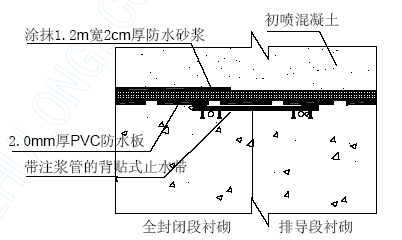 涂抹1.2m宽2cm厚防水砂浆
初喷混凝土
2.0mm厚PVC防水板
带注浆管的背贴式止水带
全封闭段衬砌
排导段衬砌